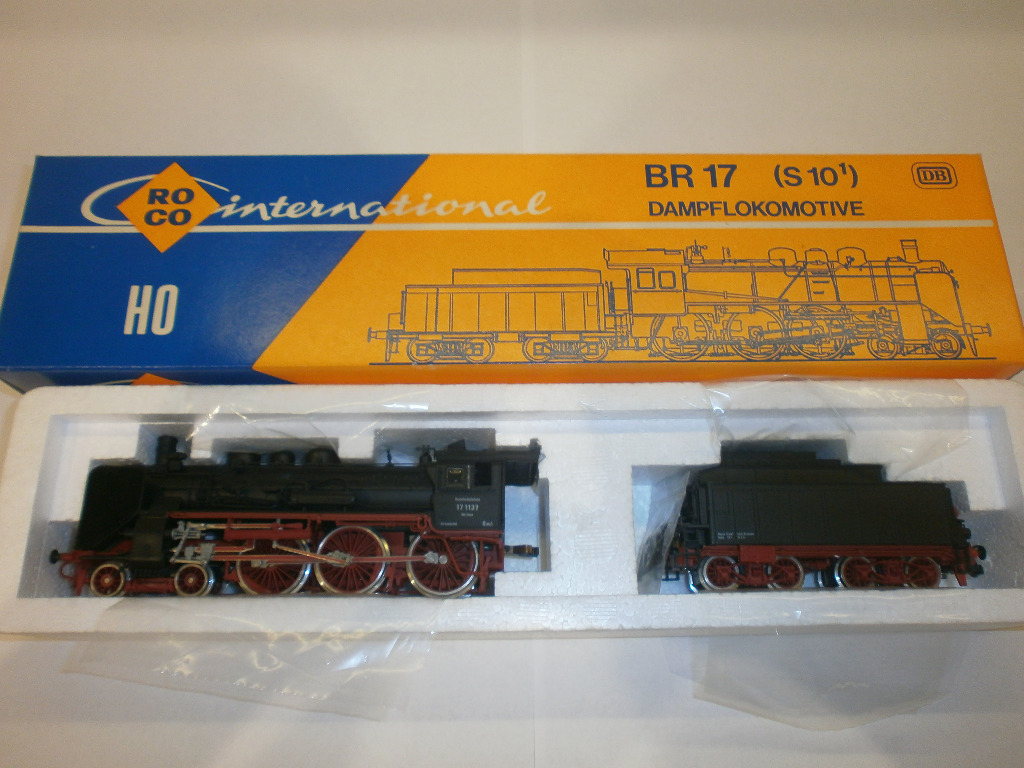 RO
CO
international
BR 17 (S 10¹)
DB
DAMPFLOKOMOTIVE
HO
17 1137